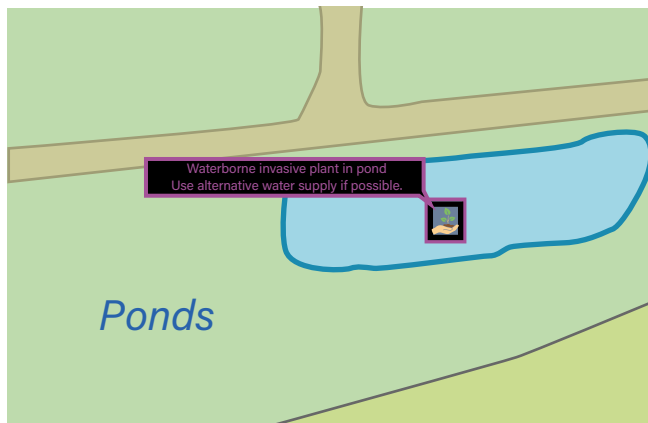 Waterborne invasive plant in pond
Use alternative water supply if possible.
Ponds